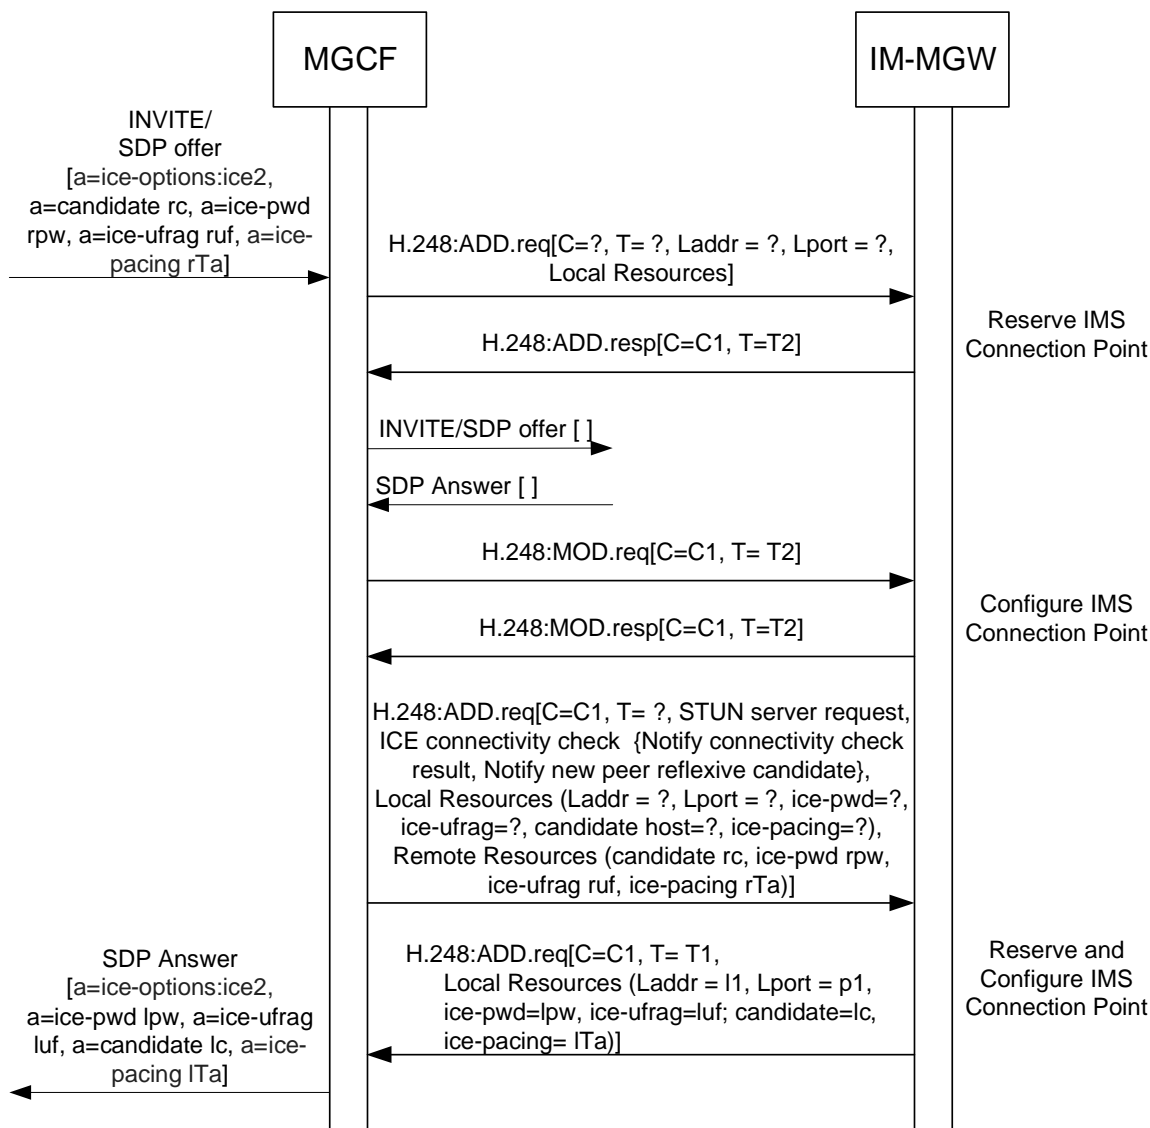 MGCF
IM-MGW
INVITE/
SDP offer
[a=ice-options:ice2,
a=candidate rc, a=ice-pwd
rpw, a=ice-ufrag ruf, a=ice-
pacing rTa]
H.248:ADD.req[C=?, T= ?, Laddr = ?, Lport = ?,
Local Resources]
Reserve IMS
Connection Point
H.248:ADD.resp[C=C1, T=T2]
INVITE/SDP offer [ ]
SDP Answer [ ]
H.248:MOD.req[C=C1, T= T2]
Configure IMS
Connection Point
H.248:MOD.resp[C=C1, T=T2]
H.248:ADD.req[C=C1, T= ?, STUN server request,
ICE connectivity check {Notify connectivity check
result, Notify new peer reflexive candidate},
Local Resources (Laddr = ?, Lport = ?, ice-pwd=?,
ice-ufrag=?, candidate host=?, ice-pacing=?),
Remote Resources (candidate rc, ice-pwd rpw,
ice-ufrag ruf, ice-pacing rTa)]
Reserve and
Configure IMS
Connection Point
H.248:ADD.req[C=C1, T= T1,
Local Resources (Laddr = l1, Lport = p1,
ice-pwd=lpw, ice-ufrag=luf; candidate=lc,
ice-pacing= lTa)]
SDP Answer
[a=ice-options:ice2,
a=ice-pwd lpw, a=ice-ufrag
luf, a=candidate lc, a=ice-
pacing lTa]